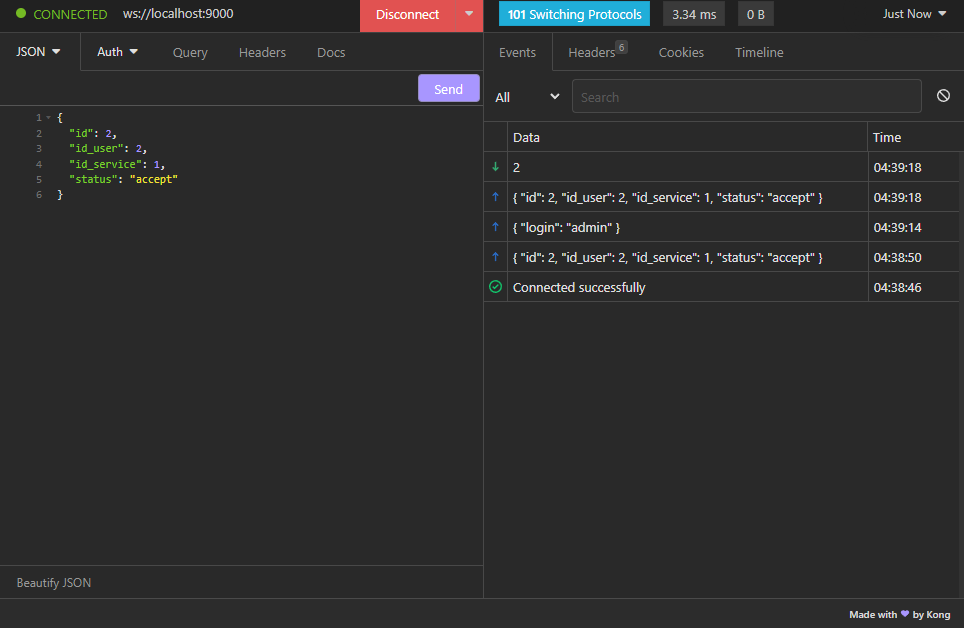 CONNECTED ws://localhost:9000 Disconnect 101 Switching Protocols 3.34 ms 0 B Just Now
JSON Auth Query Headers Docs Events Headers 6 Cookies Timeline
Send
All Search
Data Time
1 {
2 "id": 2,
3 "id_user": 2,
4 "id_service": 1,
5 "status": "accept"
6 }
2 04:39:18
{ "id": 2, "id_user": 2, "id_service": 1, "status": "accept" } 04:39:18
{ "login": "admin" } 04:39:14
{ "id": 2, "id_user": 2, "id_service": 1, "status": "accept" } 04:38:50
Connected successfully 04:38:46
Beautify JSON
Made with 💜 by Kong